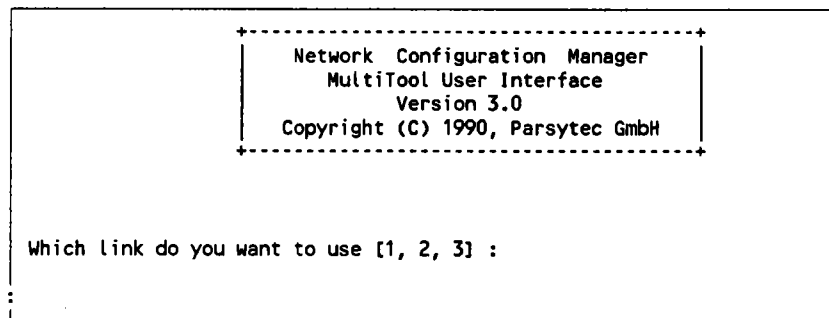 Network Configuration Manager
MultiTool User Interface
Version 3.0
Copyright (C) 1990, Parsytec GmbH
Which link do you want to use [1, 2, 3] :